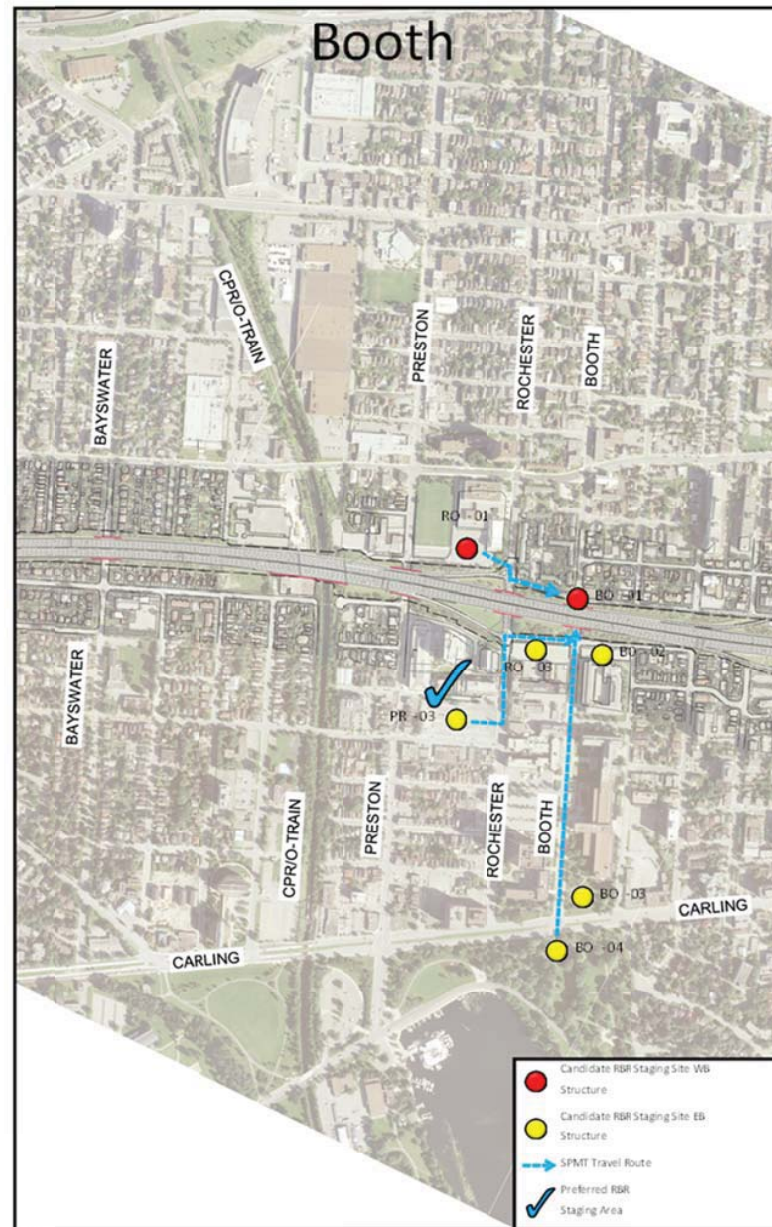 Booth
CPR/O-TRAIN
PRESTON
ROCHESTER
BOOTH
BAYSWATER
RO -01
BO -01
RO -03
BO -02
PR -03
BAYSWATER
CPR/O-TRAIN
PRESTON
ROCHESTER
BOOTH
BO -03
CARLING
BO -04
CARLING
Candidate RBR Staging Site WB
Structure
Candidate RBR Staging Site EB
Structure
SPMT Travel Route
Preferred RBR
Staging Area